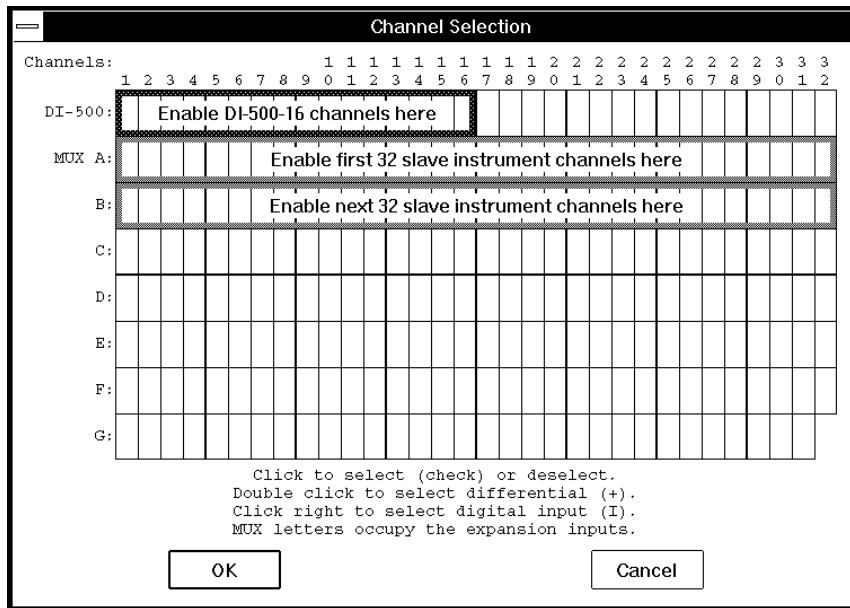 Channel Selection
Channels: 1 1 1 1 1 1 1 1 1 1 2 2 2 2 2 2 2 2 2 2 3 3 3
1 2 3 4 5 6 7 8 9 0 1 2 3 4 5 6 7 8 9 0 1 2 3 4 5 6 7 8 9 0 1 2
DI-500: Enable DI-500-16 channels here
MUX A: Enable first 32 slave instrument channels here
B: Enable next 32 slave instrument channels here
C:
D:
E:
F:
G:
Click to select (check) or deselect.
Double click to select differential (+).
Click right to select digital input (I).
MUX letters occupy the expansion inputs.
OK Cancel